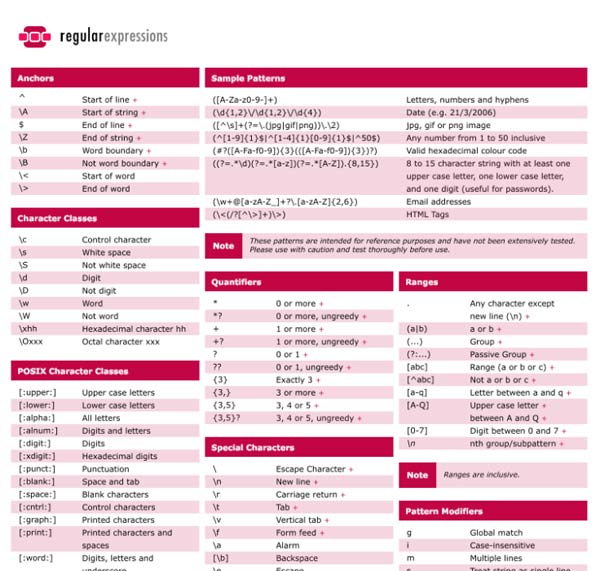 regularexpressions
Anchors
^ Start of line +
\A Start of string +
$ End of line +
\Z End of string +
\b Word boundary +
\B Not word boundary +
\< Start of word
\> End of word
Character Classes
\c Control character
\s White space
\S Not white space
\d Digit
\D Not digit
\w Word
\W Not word
\xhh Hexadecimal character hh
\Oxxx Octal character xxx
POSIX Character Classes
[:upper:] Upper case letters
[:lower:] Lower case letters
[:alpha:] All letters
[:alnum:] Digits and letters
[:digit:] Digits
[:xdigit:] Hexadecimal digits
[:punct:] Punctuation
[:blank:] Space and tab
[:space:] Blank characters
[:cntrl:] Control characters
[:graph:] Printed characters
[:print:] Printed characters and
spaces
[:word:] Digits, letters and
underscore
Sample Patterns
([A-Za-z0-9-]+) Letters, numbers and hyphens
(\d{1,2}\/\d{1,2}\/\d{4}) Date (e.g. 21/3/2006)
([^\s]+(?=\.(jpg|gif|png))\.\2) jpg, gif or png image
(^[1-9]{1}$|^[1-4]{1}[0-9]{1}$|^50$) Any number from 1 to 50 inclusive
(#?([A-Fa-f0-9]){3}(([A-Fa-f0-9]){3})?) Valid hexadecimal colour code
((?=.*\d)(?=.*[a-z])(?=.*[A-Z]).{8,15}) 8 to 15 character string with at least one
upper case letter, one lower case letter,
and one digit (useful for passwords).
(\w+@[a-zA-Z_]+?\.[a-zA-Z]{2,6}) Email addresses
(\<(/?[^\>]+)\>) HTML Tags
Note These patterns are intended for reference purposes and have not been extensively tested.
Please use with caution and test thoroughly before use.
Quantifiers
* 0 or more +
*? 0 or more, ungreedy +
+ 1 or more +
+? 1 or more, ungreedy +
? 0 or 1 +
?? 0 or 1, ungreedy +
{3} Exactly 3 +
{3,} 3 or more +
{3,5} 3, 4 or 5 +
{3,5}? 3, 4 or 5, ungreedy +
Special Characters
\ Escape Character +
\n New line +
\r Carriage return +
\t Tab +
\v Vertical tab +
\f Form feed +
\a Alarm
[\b] Backspace
\e Escape
Ranges
. Any character except
new line (\n) +
(a|b) a or b +
(...) Group +
(?:...) Passive Group +
[abc] Range (a or b or c) +
[^abc] Not a or b or c +
[a-q] Letter between a and q +
[A-Q] Upper case letter +
between A and Q +
[0-7] Digit between 0 and 7 +
\n nth group/subpattern +
Note Ranges are inclusive.
Pattern Modifiers
g Global match
i Case-insensitive
m Multiple lines
s Treat string as single line